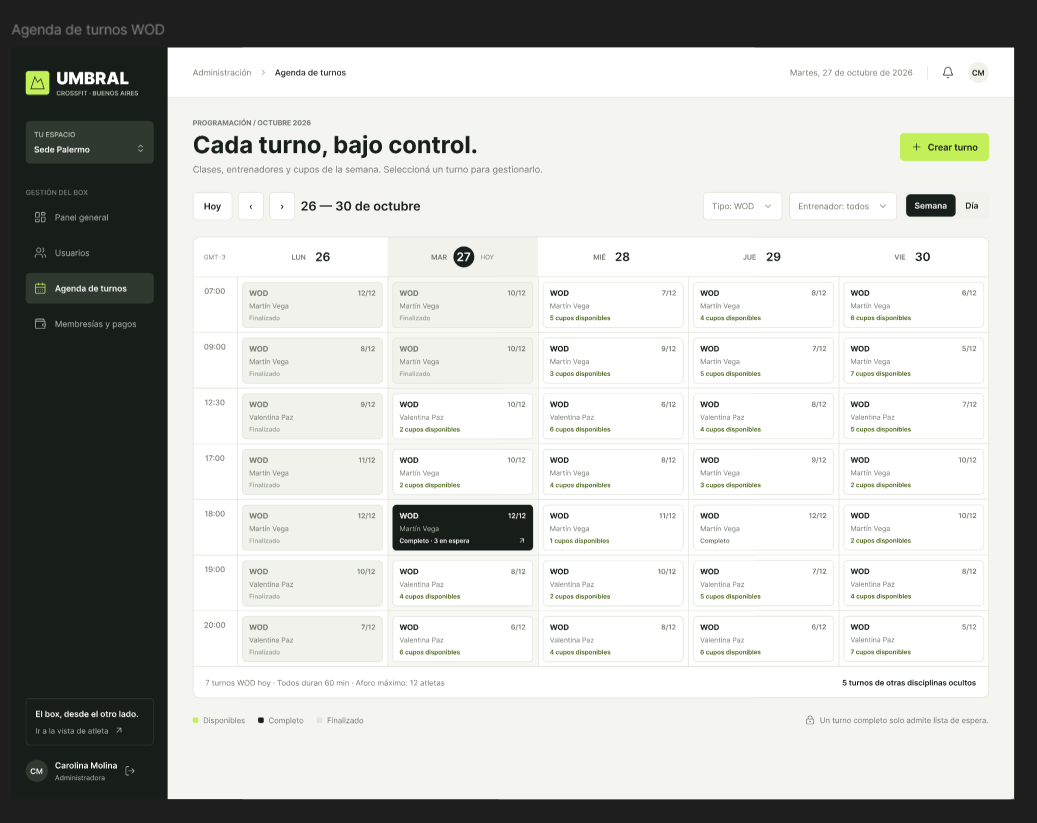 Agenda de turnos WOD
UMBRAL
CROSSFIT · BUENOS AIRES
TU ESPACIO
Sede Palermo
GESTIÓN DEL BOX
Panel general
Usuarios
Agenda de turnos
Membresías y pagos
El box, desde el otro lado.
Ir a la vista de atleta ↗
CM
Carolina Molina
Administradora
Administración > Agenda de turnos
Martes, 27 de octubre de 2026
CM
PROGRAMACIÓN / OCTUBRE 2026
Cada turno, bajo control.
Clases, entrenadores y cupos de la semana. Seleccioná un turno para gestionarlo.
+ Crear turno
Hoy ‹ › 26 — 30 de octubre
Tipo: WOD
Entrenador: todos
Semana
Día
GMT-3
LUN 26
MAR 27 HOY
MIÉ 28
JUE 29
VIE 30
07:00
WOD 12/12
Martín Vega
Finalizado
WOD 10/12
Martín Vega
Finalizado
WOD 7/12
Martín Vega
5 cupos disponibles
WOD 8/12
Martín Vega
4 cupos disponibles
WOD 6/12
Martín Vega
6 cupos disponibles
09:00
WOD 8/12
Martín Vega
Finalizado
WOD 10/12
Martín Vega
Finalizado
WOD 9/12
Martín Vega
3 cupos disponibles
WOD 7/12
Martín Vega
5 cupos disponibles
WOD 5/12
Martín Vega
7 cupos disponibles
12:30
WOD 9/12
Valentina Paz
Finalizado
WOD 10/12
Valentina Paz
2 cupos disponibles
WOD 6/12
Valentina Paz
6 cupos disponibles
WOD 8/12
Valentina Paz
4 cupos disponibles
WOD 7/12
Valentina Paz
5 cupos disponibles
17:00
WOD 11/12
Martín Vega
Finalizado
WOD 10/12
Martín Vega
2 cupos disponibles
WOD 8/12
Martín Vega
4 cupos disponibles
WOD 9/12
Martín Vega
3 cupos disponibles
WOD 10/12
Martín Vega
2 cupos disponibles
18:00
WOD 12/12
Martín Vega
Finalizado
WOD 12/12
Martín Vega
Completo · 3 en espera ↗
WOD 11/12
Martín Vega
1 cupos disponibles
WOD 12/12
Martín Vega
Completo
WOD 10/12
Martín Vega
2 cupos disponibles
19:00
WOD 10/12
Valentina Paz
Finalizado
WOD 8/12
Valentina Paz
4 cupos disponibles
WOD 10/12
Valentina Paz
2 cupos disponibles
WOD 7/12
Valentina Paz
5 cupos disponibles
WOD 8/12
Valentina Paz
4 cupos disponibles
20:00
WOD 7/12
Valentina Paz
Finalizado
WOD 6/12
Valentina Paz
6 cupos disponibles
WOD 8/12
Valentina Paz
4 cupos disponibles
WOD 6/12
Valentina Paz
6 cupos disponibles
WOD 5/12
Valentina Paz
7 cupos disponibles
7 turnos WOD hoy · Todos duran 60 min · Aforo máximo: 12 atletas
5 turnos de otras disciplinas ocultos
Disponibles
Completo
Finalizado
Un turno completo solo admite lista de espera.